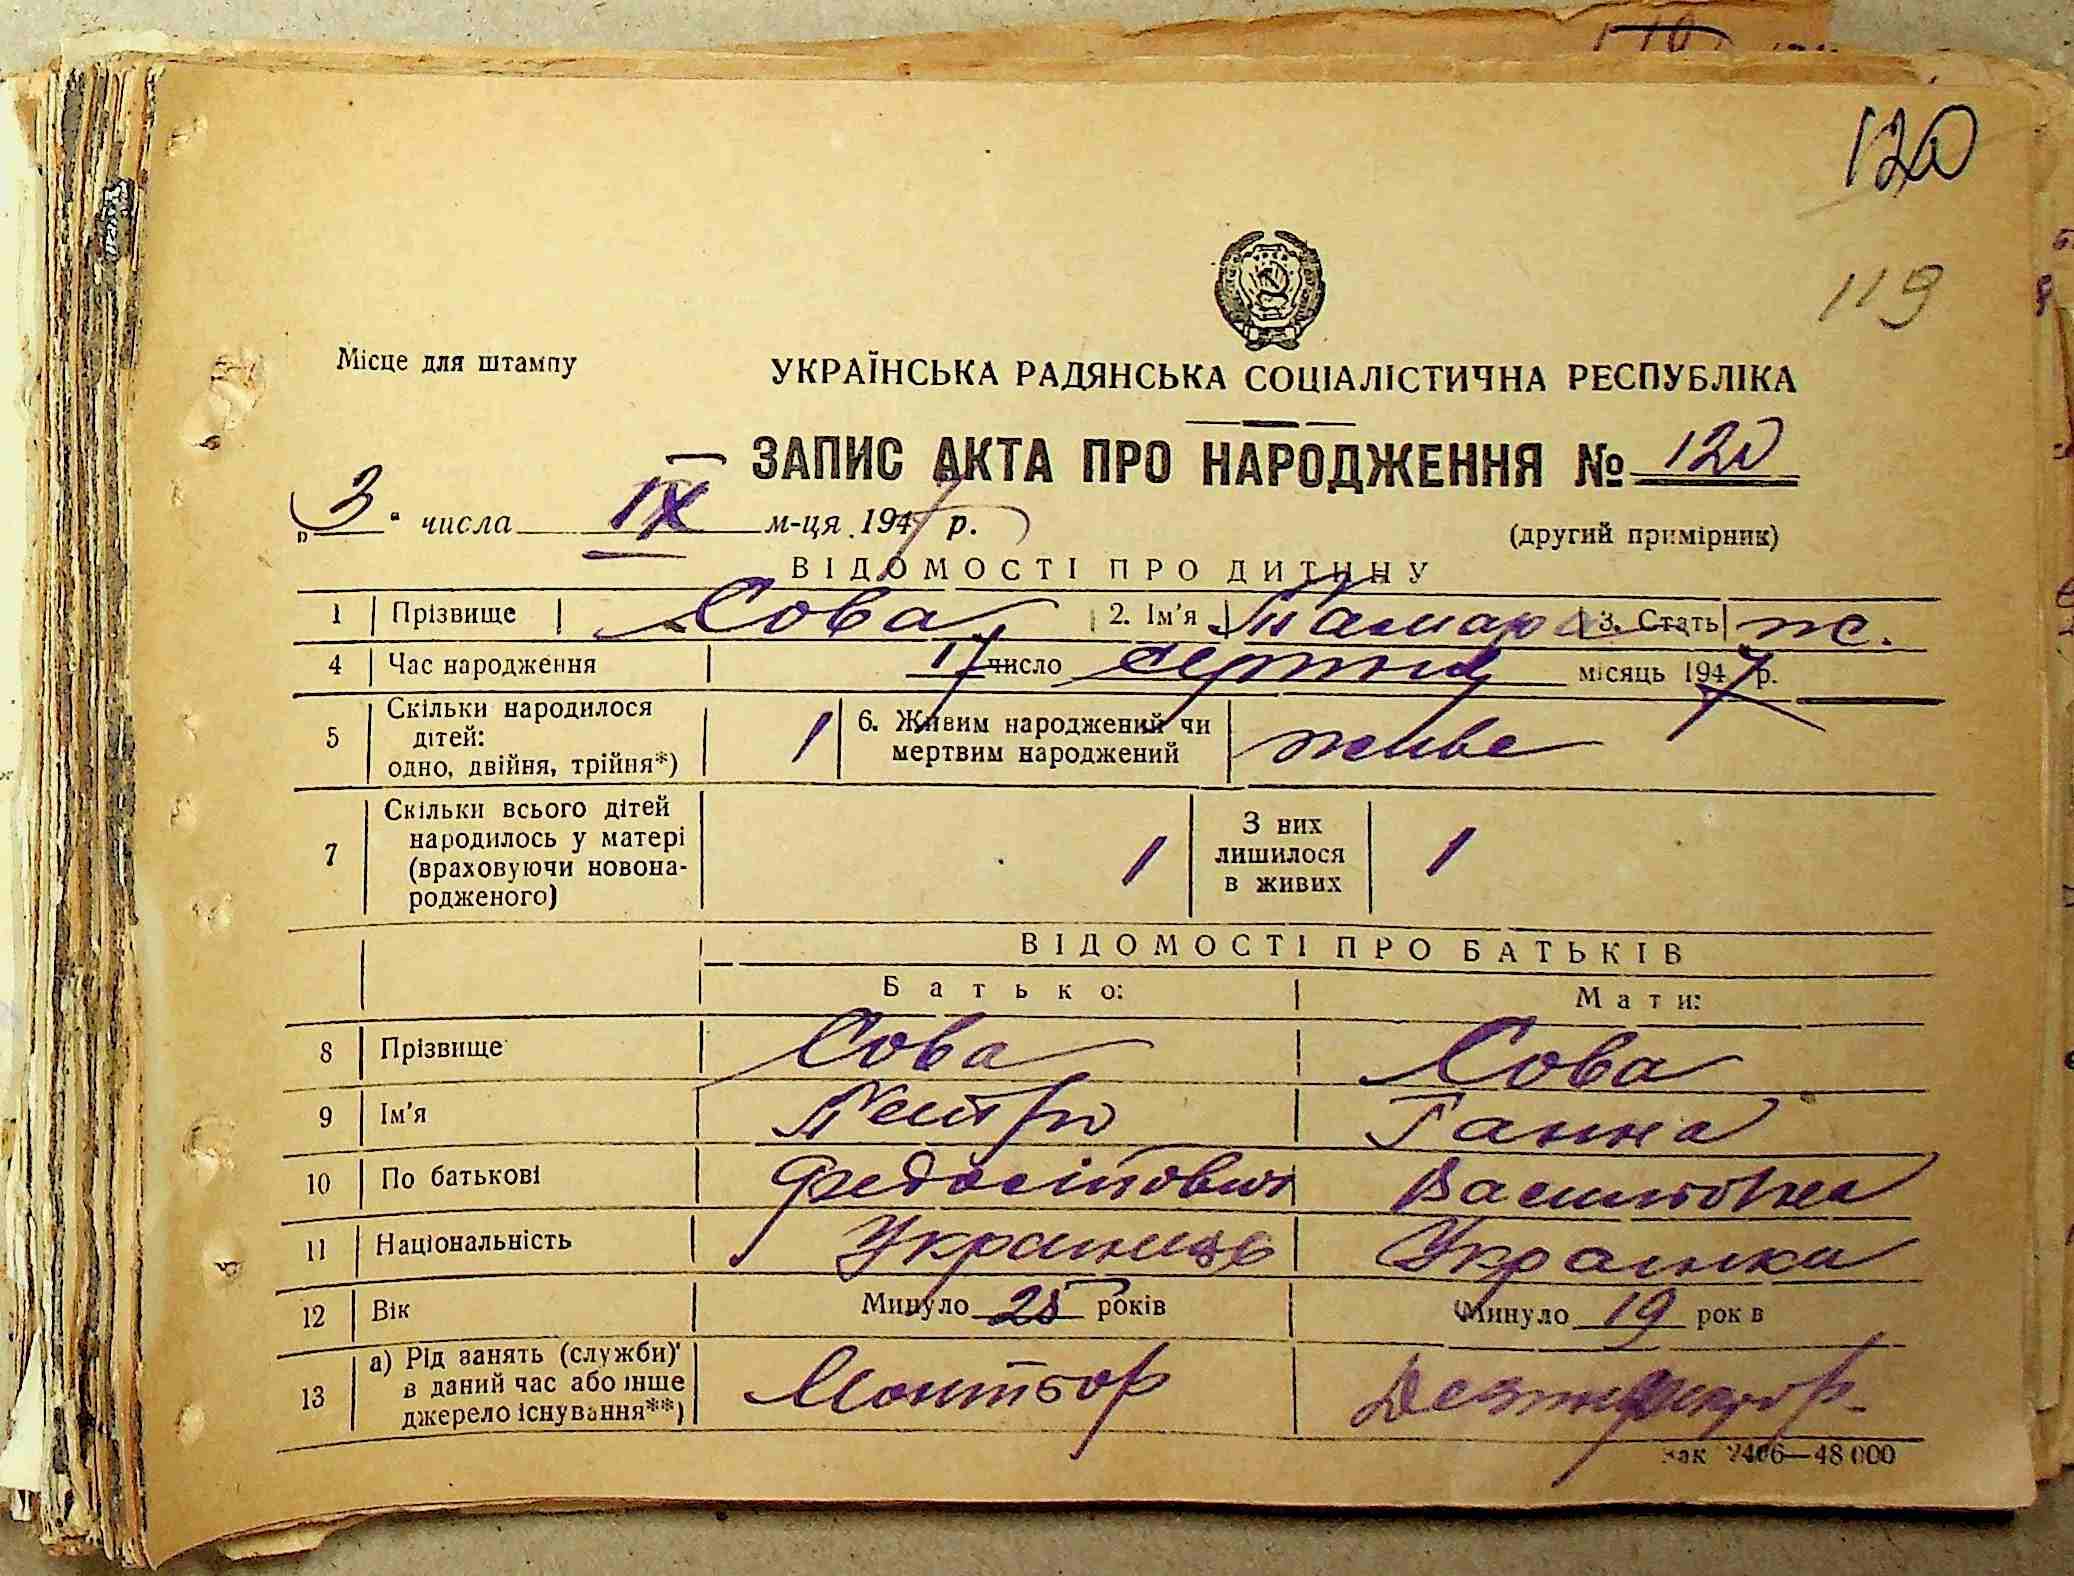 120
119
Місце для штампу
УКРАЇНСЬКА РАДЯНСЬКА СОЦІАЛІСТИЧНА РЕСПУБЛІКА
ЗАПИС АКТА ПРО НАРОДЖЕННЯ № 120
„3" числа IX м-ця 1947 р.
(другий примірник)
ВІДОМОСТІ ПРО ДИТИНУ
1 Прізвище Сова 2. Ім'я Тамара 3. Стать ж.
4 Час народження 17 число серпня місяць 1947 р.
5 Скільки народилося дітей: одно, двійня, трійня*) 1 6. Живим народжений чи мертвим народжений живе
7 Скільки всього дітей народилось у матері (враховуючи новонародженого) 1 З них лишилося в живих 1
ВІДОМОСТІ ПРО БАТЬКІВ
Батько: Мати:
8 Прізвище Сова Сова
9 Ім'я Петро Ганна
10 По батькові Федосійович Василівна
11 Національність Українець Українка
12 Вік Минуло 25 років Минуло 19 рок в
13 а) Рід занять (служби) в даний час або інше джерело існування**) Монтьор Дезинфектор
Зак 2406—48 000